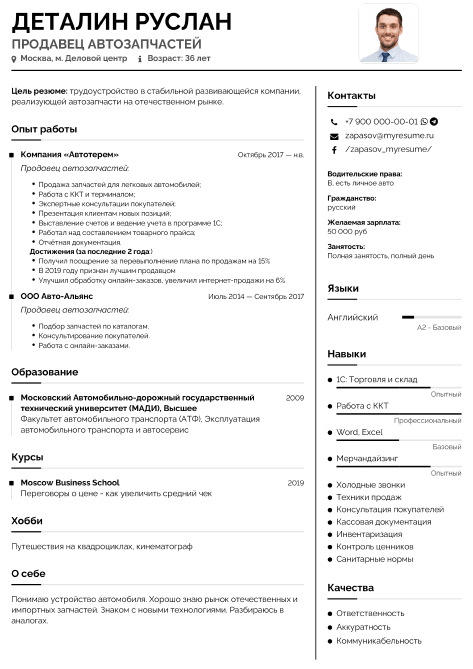 ДЕТАЛИН РУСЛАН
ПРОДАВЕЦ АВТОЗАПЧАСТЕЙ
Москва, м. Деловой центр Возраст: 36 лет
Цель резюме: трудоустройство в стабильной развивающейся компании,
реализующей автозапчасти на отечественном рынке.
Опыт работы
Компания «Автотерем» Октябрь 2017 — н.в.
Продавец автозапчастей:
Продажа запчастей для легковых автомобилей;
Работа с ККТ и терминалом;
Экспертные консультации покупателей;
Презентация клиентам новых позиций;
Выставление счетов и ведение учета в программе 1С;
Работал над составлением товарного прайса;
Отчётная документация.
Достижения (за последние 2 года:)
Получил поощрение за перевыполнение плана по продажам на 15%
В 2019 году признан лучшим продавцом
Улучшил обработку онлайн-заказов, увеличил интернет-продажи на 6%
ООО Авто-Альянс Июль 2014 — Сентябрь 2017
Продавец автозапчастей:
Подбор запчастей по каталогам.
Консультирование покупателей.
Работа с онлайн-заказами.
Образование
Московский Автомобильно-дорожный государственный 2009
технический университет (МАДИ), Высшее
Факультет автомобильного транспорта (АТФ), Эксплуатация
автомобильного транспорта и автосервис
Курсы
Moscow Business School 2019
Переговоры о цене - как увеличить средний чек
Хобби
Путешествия на квадроциклах, кинематограф
О себе
Понимаю устройство автомобиля. Хорошо знаю рынок отечественных и
импортных запчастей. Знаком с новыми технологиями. Разбираюсь в
аналогах.
Контакты
+7 900 000-00-01
zapasov@myresume.ru
/zapasov_myresume/
Водительские права:
B, есть личное авто
Гражданство:
русский
Желаемая зарплата:
50 000 руб
Занятость:
Полная занятость, полный день
Языки
Английский
A2 - Базовый
Навыки
1С: Торговля и склад
Опытный
Работа с ККТ
Профессиональный
Word, Excel
Базовый
Мерчандайзинг
Опытный
Холодные звонки
Техники продаж
Консультация покупателей
Кассовая документация
Инвентаризация
Контроль ценников
Санитарные нормы
Качества
Ответственность
Аккуратность
Коммуникабельность